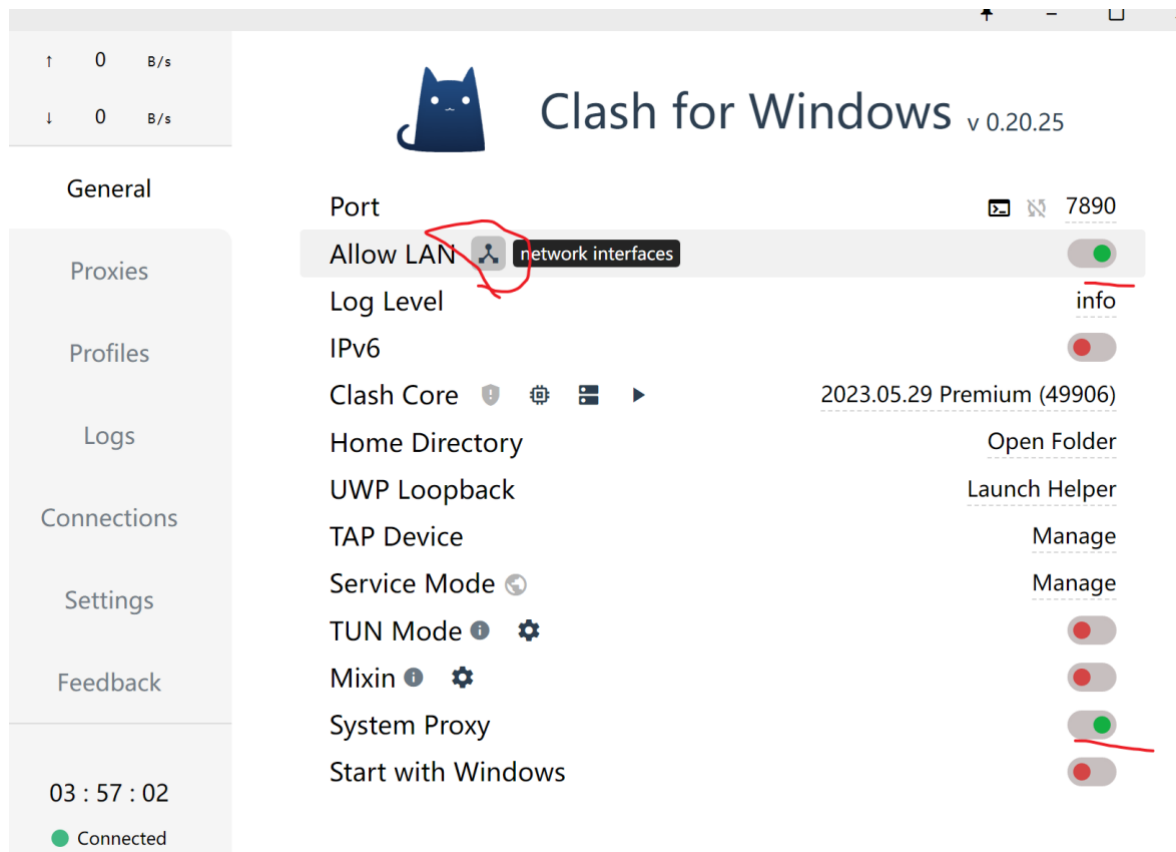 ↑ 0 B/s
↓ 0 B/s
General
Proxies
Profiles
Logs
Connections
Settings
Feedback
03 : 57 : 02
Connected
Clash for Windows v 0.20.25
Port 7890
Allow LAN network interfaces
Log Level info
IPv6
Clash Core 2023.05.29 Premium (49906)
Home Directory Open Folder
UWP Loopback Launch Helper
TAP Device Manage
Service Mode Manage
TUN Mode
Mixin
System Proxy
Start with Windows